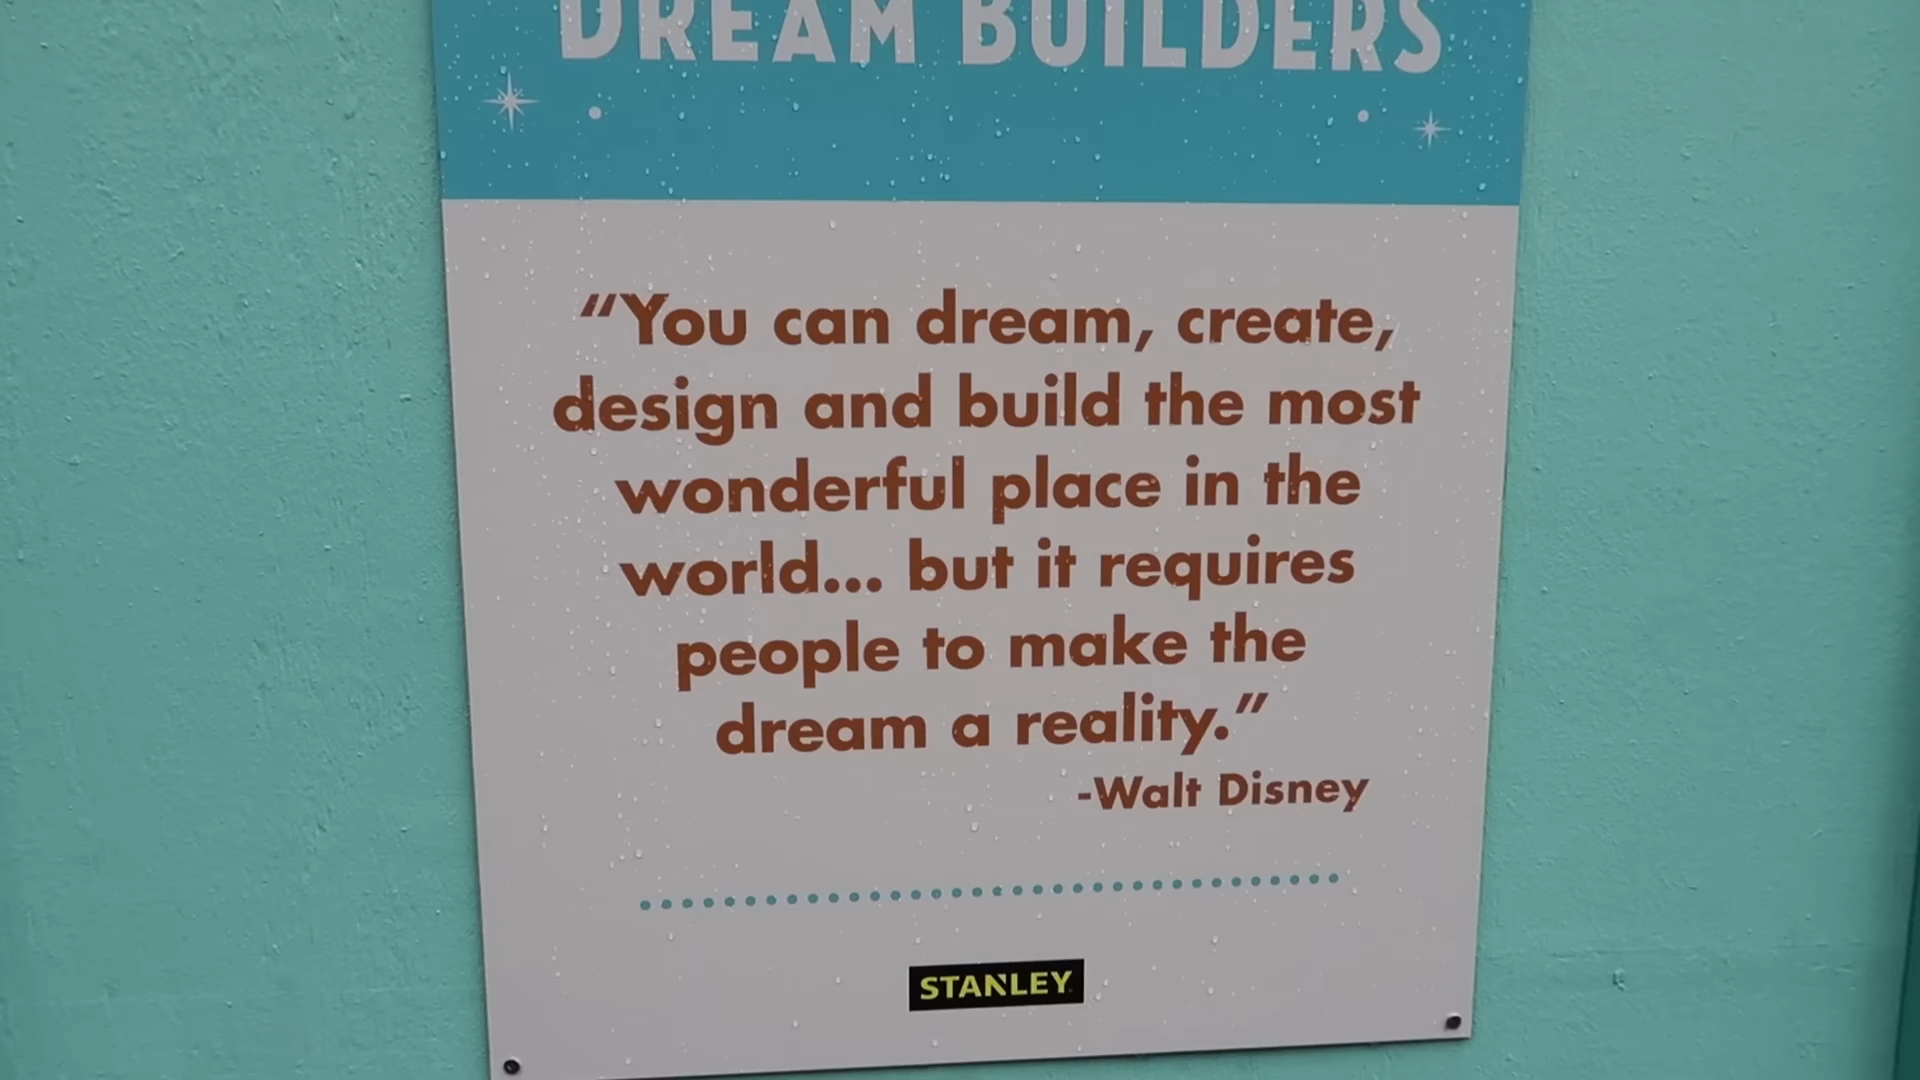 DREAM BUILDERS
“You can dream, create,
design and build the most
wonderful place in the
world... but it requires
people to make the
dream a reality.”
-Walt Disney
STANLEY